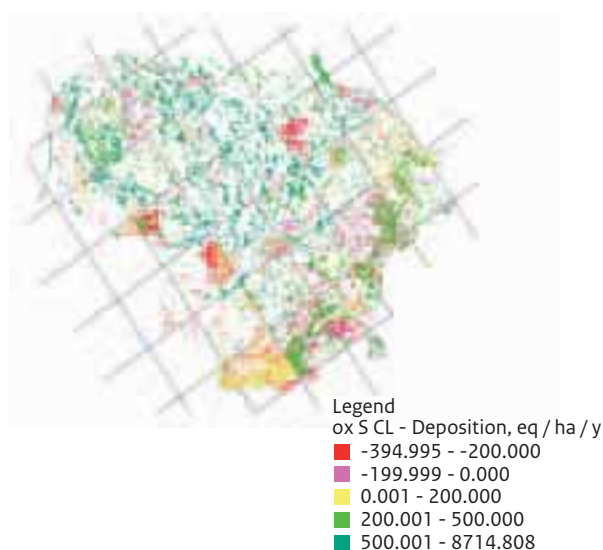 Legend
ox S CL - Deposition, eq / ha / y
-394.995 - -200.000
-199.999 - 0.000
0.001 - 200.000
200.001 - 500.000
500.001 - 8714.808